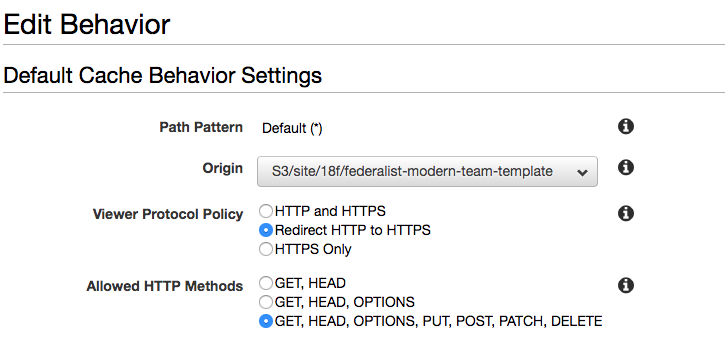 Edit Behavior
Default Cache Behavior Settings
Path Pattern Default (*)
Origin S3/site/18f/federalist-modern-team-template
Viewer Protocol Policy HTTP and HTTPS
Redirect HTTP to HTTPS
HTTPS Only
Allowed HTTP Methods GET, HEAD
GET, HEAD, OPTIONS
GET, HEAD, OPTIONS, PUT, POST, PATCH, DELETE